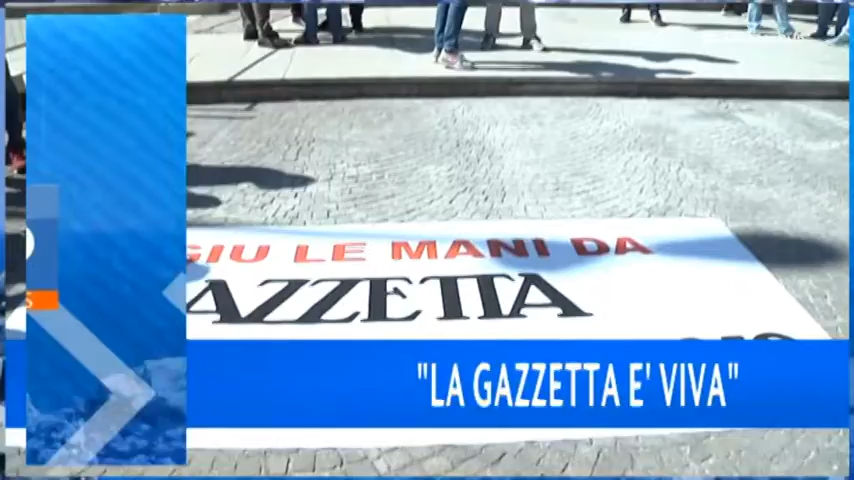 GIU LE MANI DA
AZZETTA
"LA GAZZETTA E' VIVA"